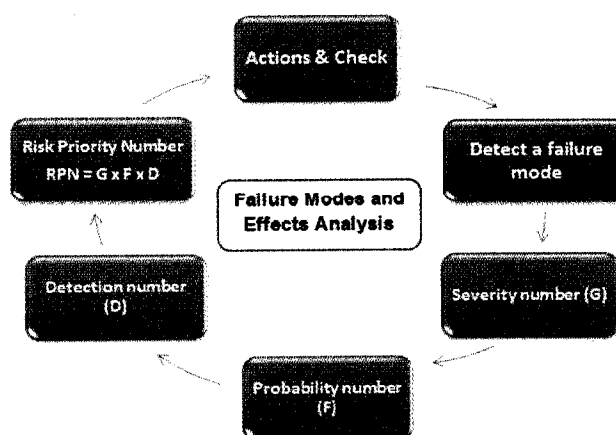 Actions & Check
Detect a failure
mode
Severity number (G)
Probability number
(F)
Detection number
(D)
Risk Priority Number
RPN = G x F x D
Failure Modes and
Effects Analysis